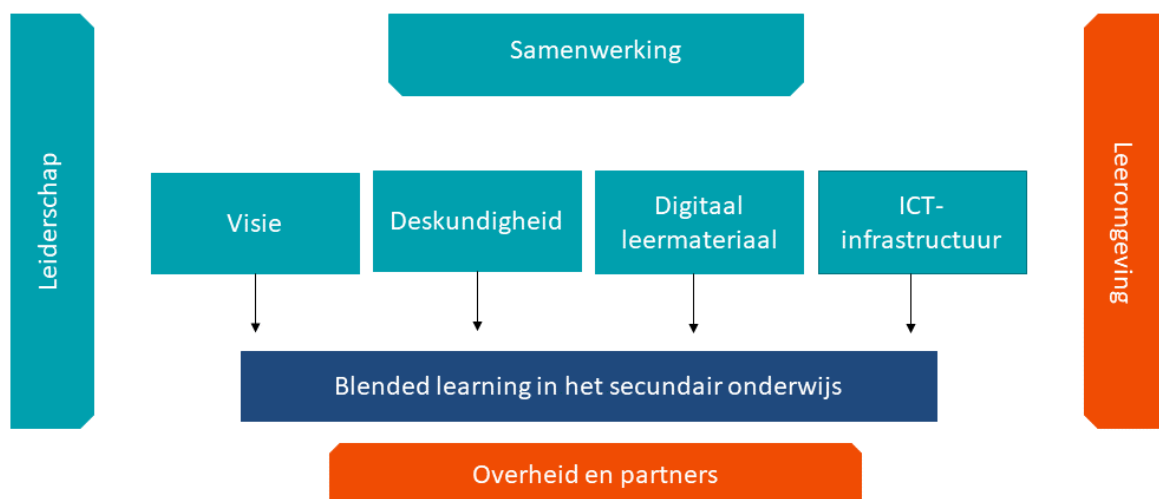 Samenwerking
Leiderschap
Leeromgeving
Visie
Deskundigheid
Digitaal
leermateriaal
ICT-
infrastructuur
Blended learning in het secundair onderwijs
Overheid en partners